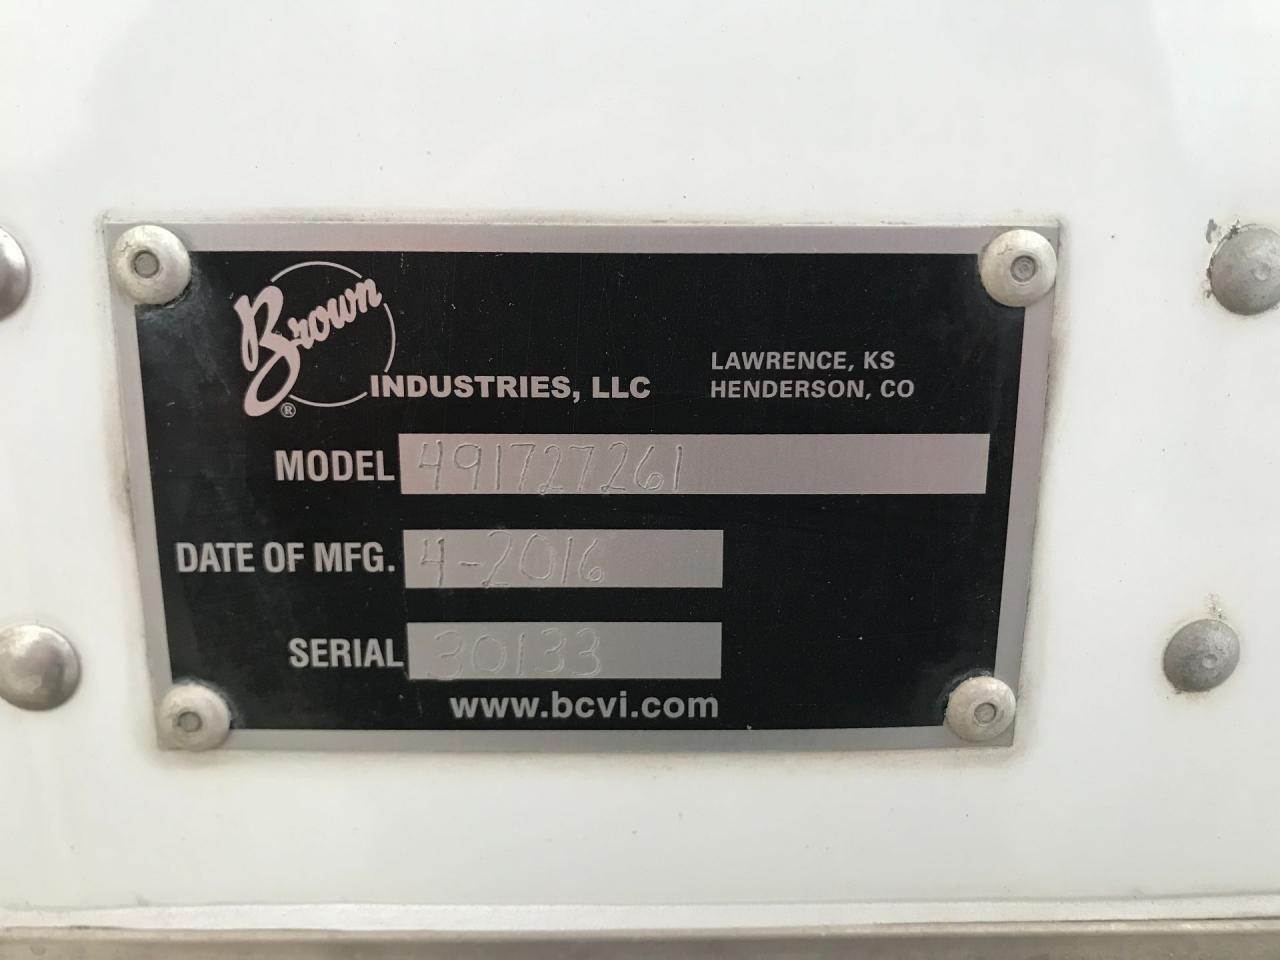 Brown ®
INDUSTRIES, LLC
LAWRENCE, KS
HENDERSON, CO
MODEL 491727261
DATE OF MFG. 4-2016
SERIAL 30133
www.bcvi.com